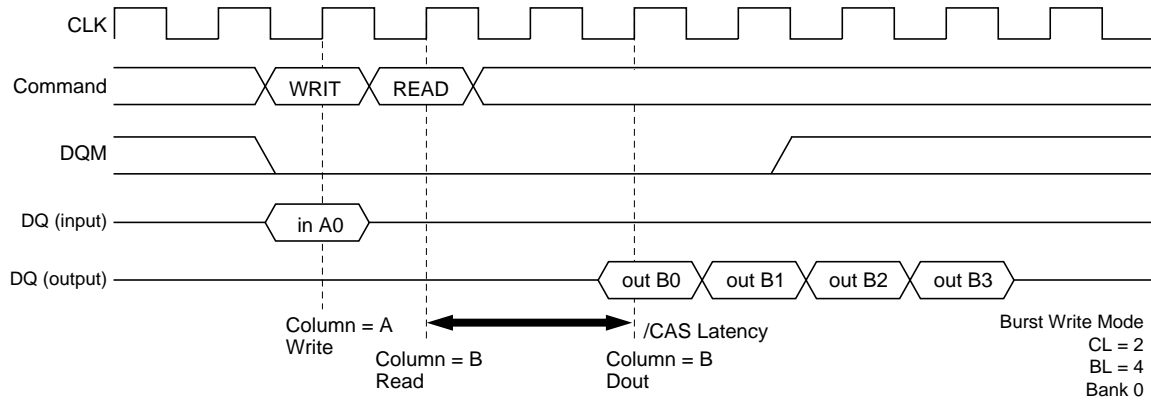 CLK
Command
WRIT
READ
DQM
DQ (input)
in A0
DQ (output)
out B0
out B1
out B2
out B3
Column = A
Write
/CAS Latency
Column = B
Read
Column = B
Dout
Burst Write Mode
CL = 2
BL = 4
Bank 0